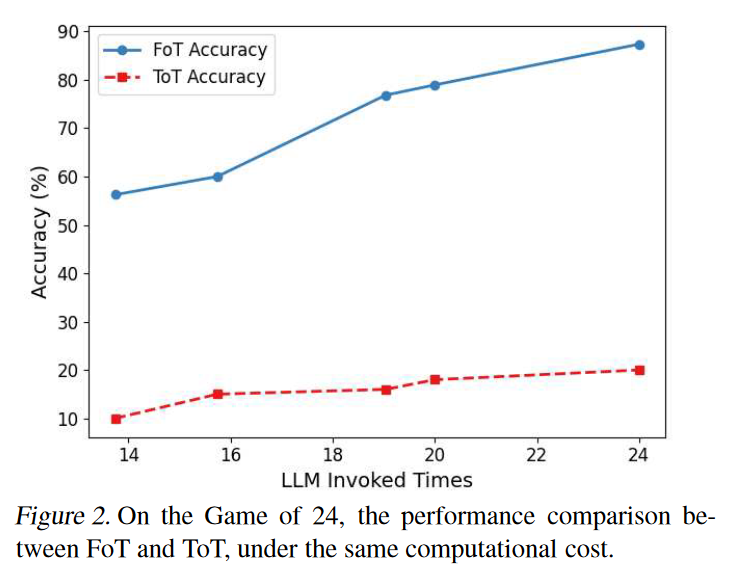 90
80
70
60
50
40
30
20
10
Accuracy (%)
FoT Accuracy
ToT Accuracy
14 16 18 20 22 24
LLM Invoked Times
Figure 2. On the Game of 24, the performance comparison be-
tween FoT and ToT, under the same computational cost.